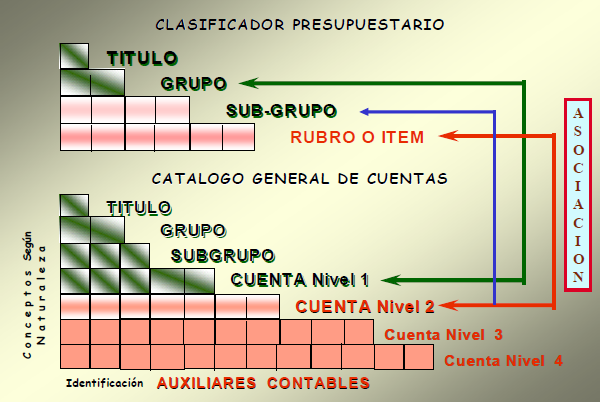 CLASIFICADOR PRESUPUESTARIO
TITULO
GRUPO
SUB-GRUPO
RUBRO O ITEM
CATALOGO GENERAL DE CUENTAS
TITULO
GRUPO
SUBGRUPO
CUENTA Nivel 1
CUENTA Nivel 2
Cuenta Nivel 3
Cuenta Nivel 4
Identificación AUXILIARES CONTABLES
Conceptos Según
Naturaleza
ASOCIACION